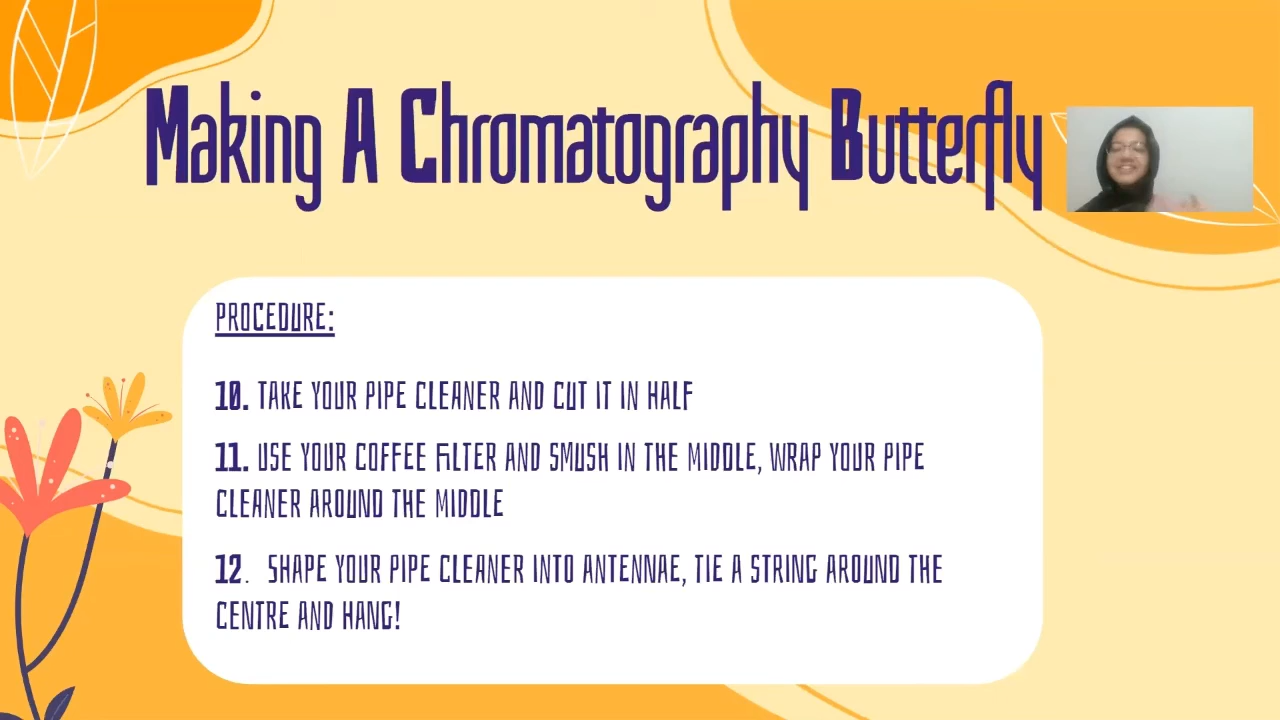 Making A Chromatography Butterfly
PROCEDURE:
10. TAKE YOUR PIPE CLEANER AND CUT IT IN HALF
11. USE YOUR COFFEE FILTER AND SMUSH IN THE MIDDLE, WRAP YOUR PIPE
CLEANER AROUND THE MIDDLE
12. SHAPE YOUR PIPE CLEANER INTO ANTENNAE, TIE A STRING AROUND THE
CENTRE AND HANG!